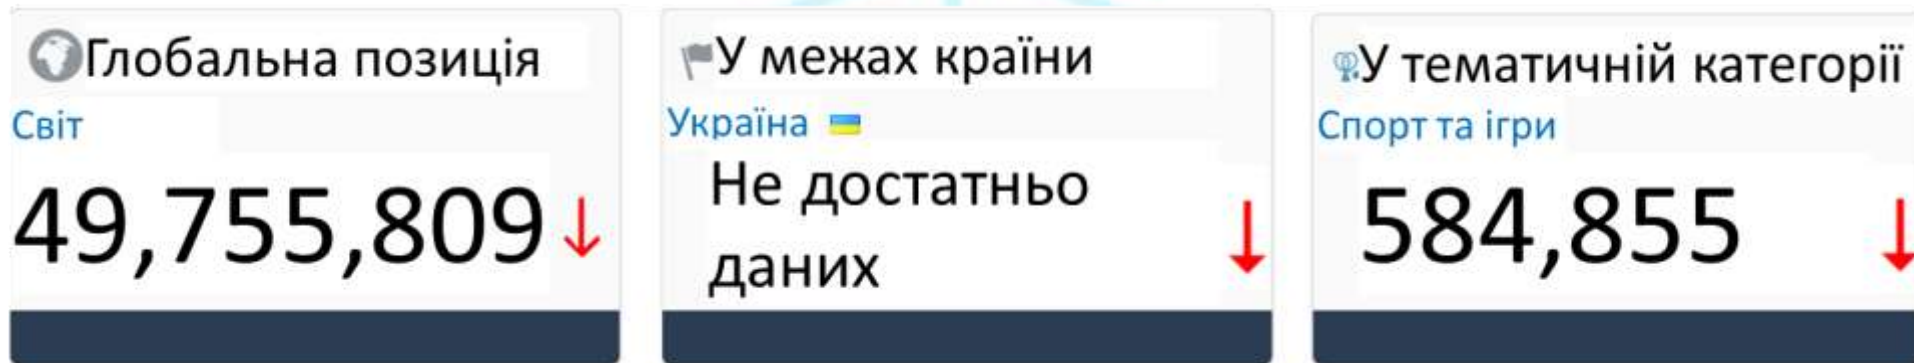 Глобальна позиція
Світ
49,755,809
У межах країни
Україна
Не достатньо
даних
У тематичній категорії
Спорт та ігри
584,855